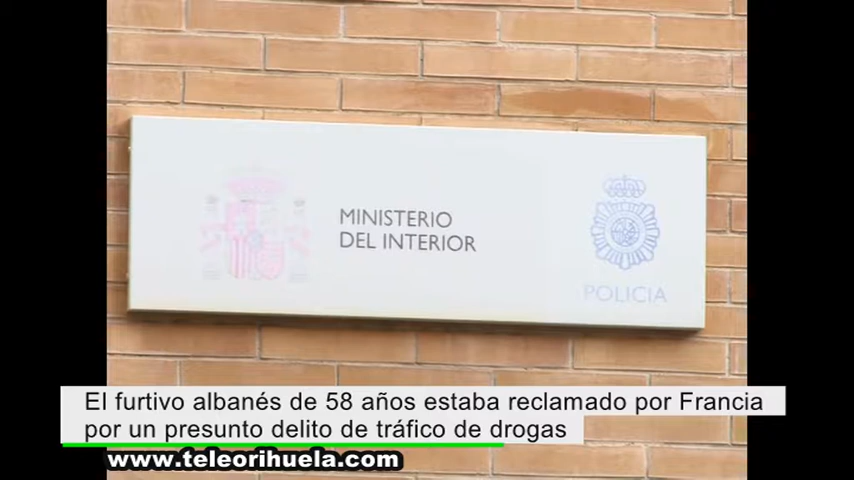 MINISTERIO
DEL INTERIOR
POLICIA
El furtivo albanés de 58 años estaba reclamado por Francia
por un presunto delito de tráfico de drogas
www.teleorihuela.com